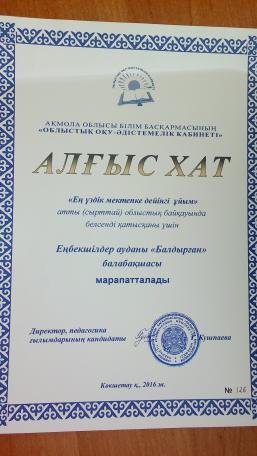 АҚМОЛА ОБЛЫСЫ БІЛІМ БАСҚАРМАСЫНЫҢ
«ОБЛЫСТЫҚ ОҚУ-ӘДІСТЕМЕЛІК КАБИНЕТІ»
АЛҒЫС ХАТ
«Ең үздік мектепке дейінгі ұйым»
атты (сырттай) облыстық байқауында
белсенді қатысқаны үшін
Еңбекшілдер ауданы «Балдырған»
балабақшасы
марапатталады
Директор, педагогика
ғылымдарының кандидаты Г. Кушпаева
Көкшетау қ., 2016 ж.
№ 126